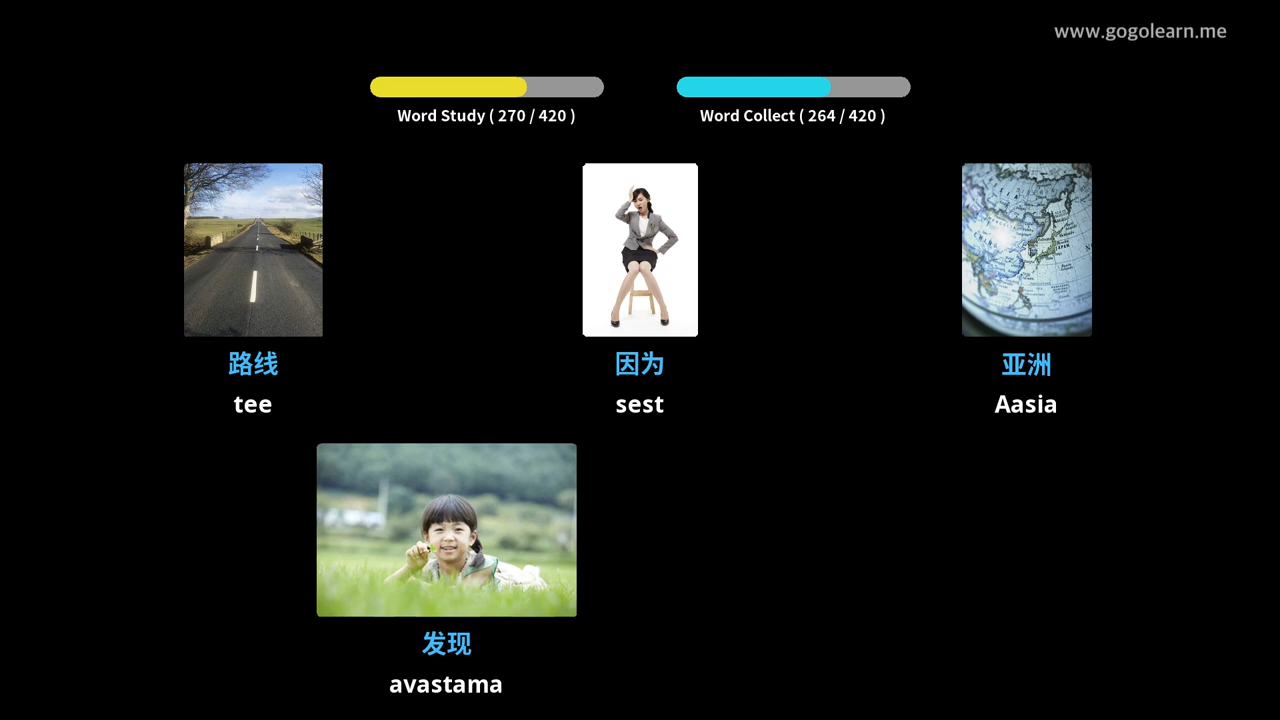 www.gogolearn.me
Word Study ( 270 / 420 )
Word Collect ( 264 / 420 )
路线
tee
因为
sest
亚洲
Aasia
发现
avastama